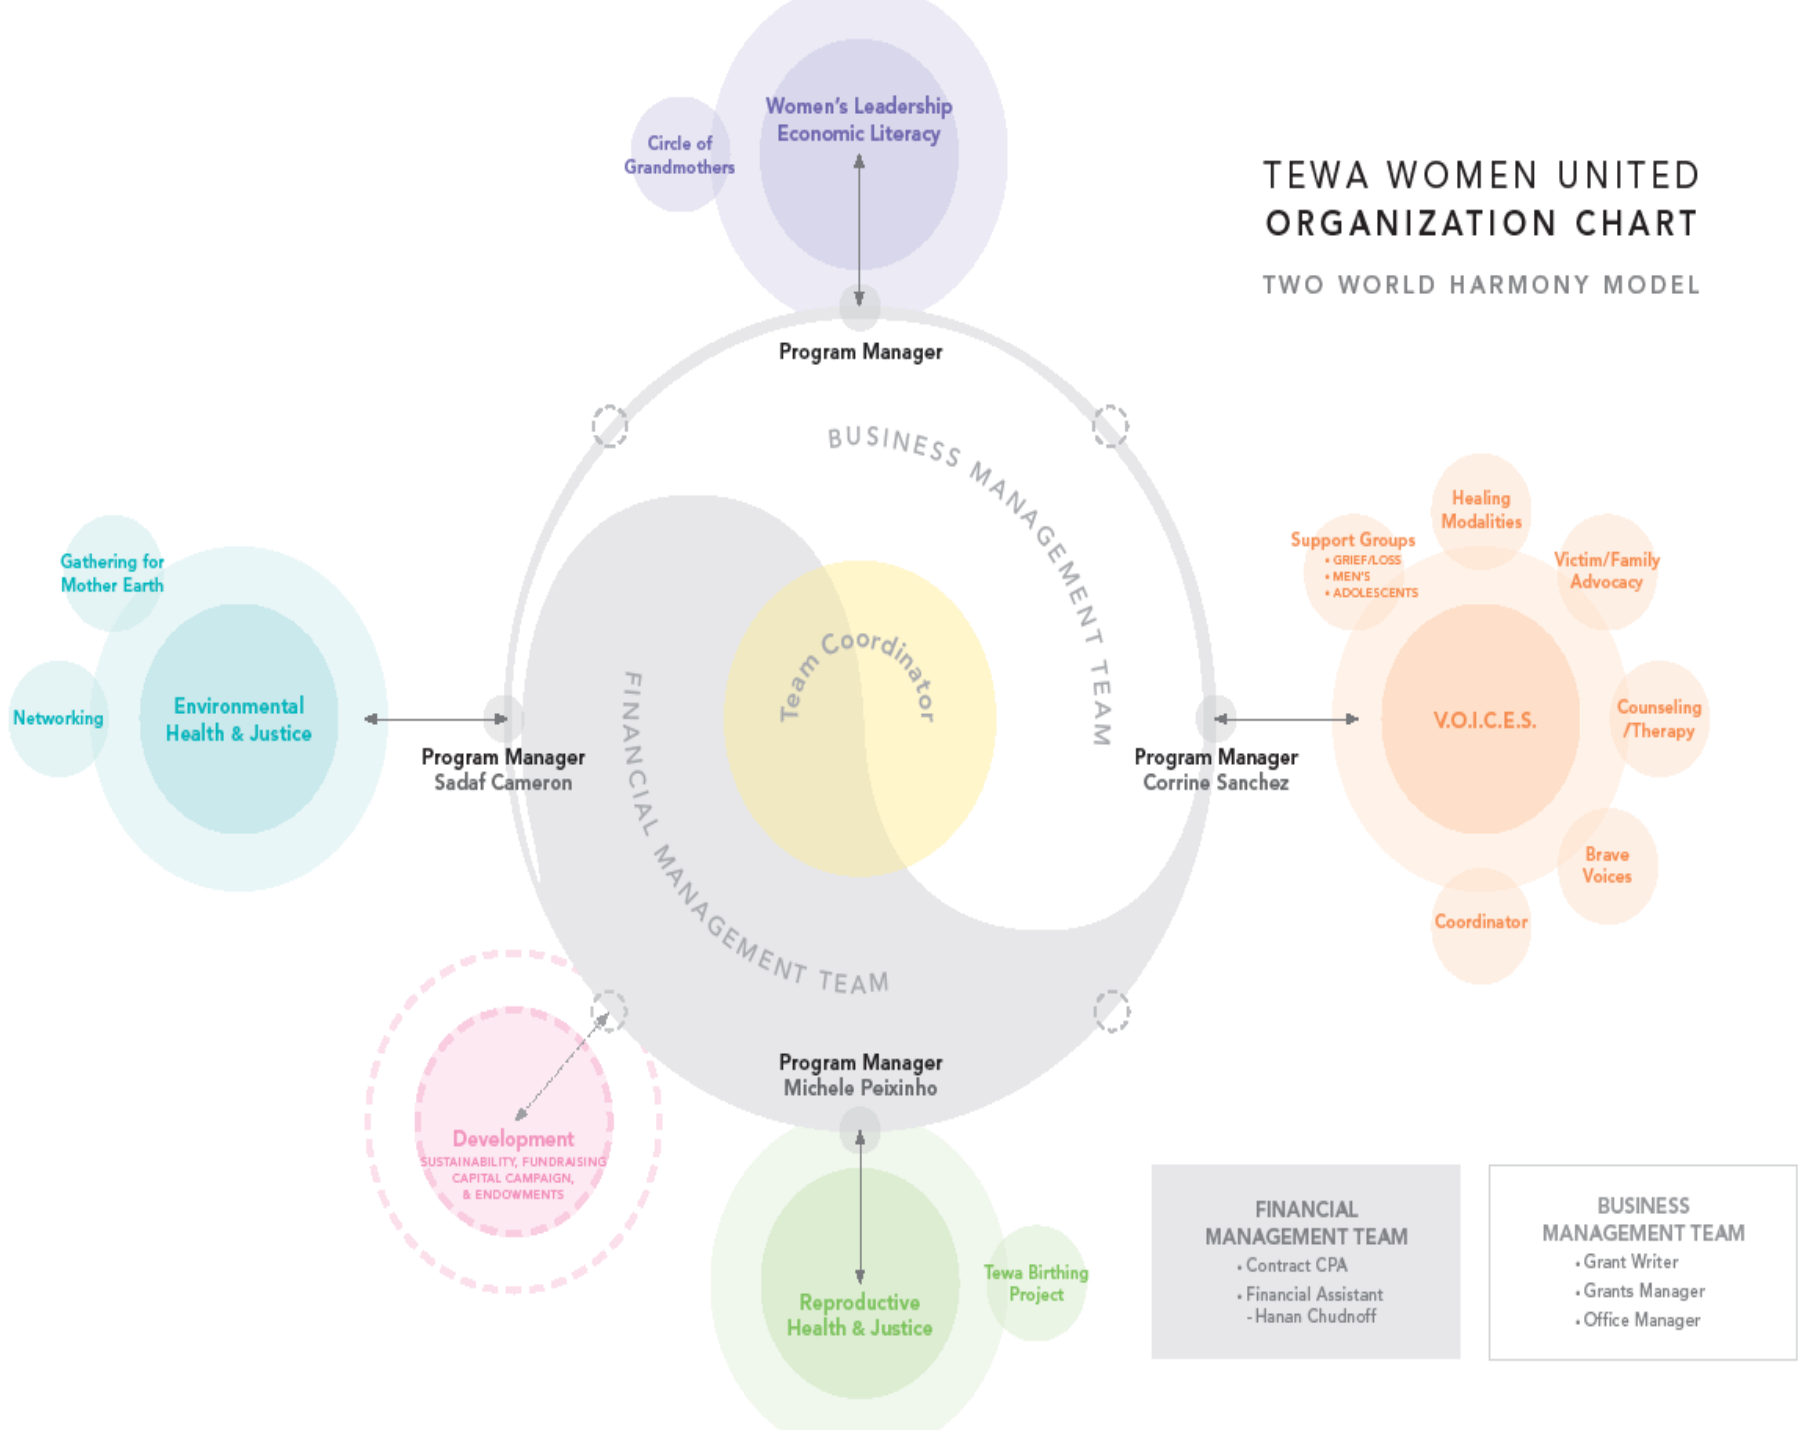 Women's Leadership
Economic Literacy
Circle of
Grandmothers
TEWA WOMEN UNITED
ORGANIZATION CHART
TWO WORLD HARMONY MODEL
Program Manager
BUSINESS MANAGEMENT TEAM
Team Coordinator
FINANCIAL MANAGEMENT TEAM
Gathering for
Mother Earth
Networking
Environmental
Health & Justice
Program Manager
Sadaf Cameron
Program Manager
Corrine Sanchez
Healing
Modalities
Support Groups
• GRIEF/LOSS
• MEN'S
• ADOLESCENTS
Victim/Family
Advocacy
V.O.I.C.E.S.
Counseling
/Therapy
Brave
Voices
Coordinator
Program Manager
Michele Peixinho
Development
SUSTAINABILITY, FUNDRAISING
CAPITAL CAMPAIGN,
& ENDOWMENTS
Reproductive
Health & Justice
Tewa Birthing
Project
FINANCIAL
MANAGEMENT TEAM
• Contract CPA
• Financial Assistant
- Hanan Chudnoff
BUSINESS
MANAGEMENT TEAM
• Grant Writer
• Grants Manager
• Office Manager